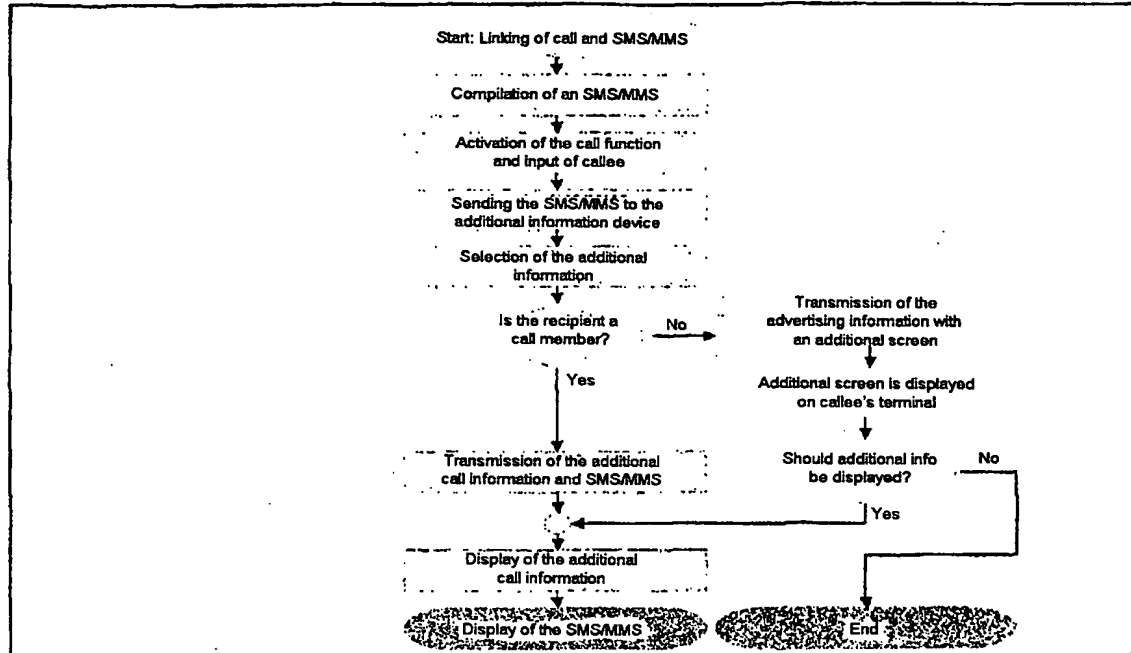 Start: Linking of call and SMS/MMS
Compilation of an SMS/MMS
Activation of the call function
and input of callee
Sending the SMS/MMS to the
additional information device
Selection of the additional
information
Is the recipient a
call member?
No
Transmission of the
advertising information with
an additional screen
Yes
Additional screen is displayed
on callee's terminal
Transmission of the additional
call information and SMS/MMS
Should additional info
be displayed?
No
Yes
Display of the additional
call information
Display of the SMS/MMS
End